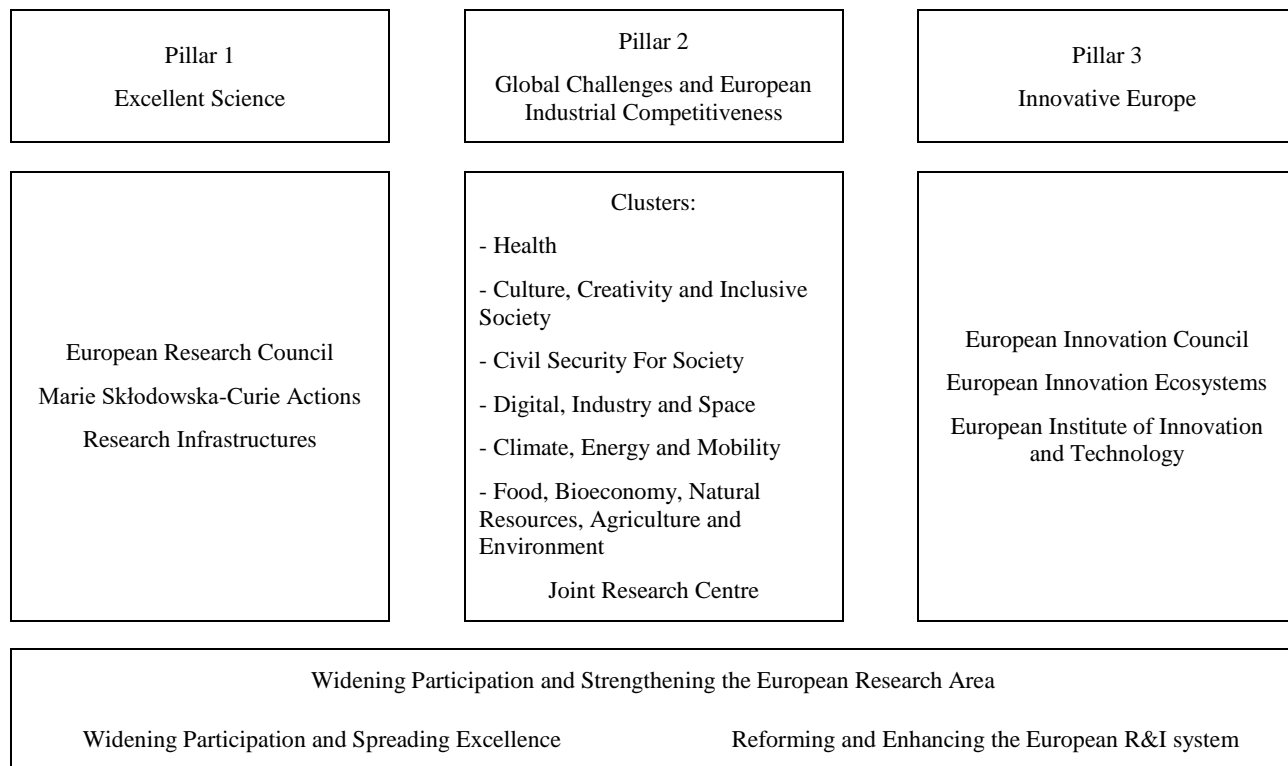 Pillar 1
Excellent Science
Pillar 2
Global Challenges and European
Industrial Competitiveness
Pillar 3
Innovative Europe
European Research Council
Marie Skłodowska-Curie Actions
Research Infrastructures
Clusters:
- Health
- Culture, Creativity and Inclusive
Society
- Civil Security For Society
- Digital, Industry and Space
- Climate, Energy and Mobility
- Food, Bioeconomy, Natural
Resources, Agriculture and
Environment
Joint Research Centre
European Innovation Council
European Innovation Ecosystems
European Institute of Innovation
and Technology
Widening Participation and Strengthening the European Research Area
Widening Participation and Spreading Excellence
Reforming and Enhancing the European R&I system